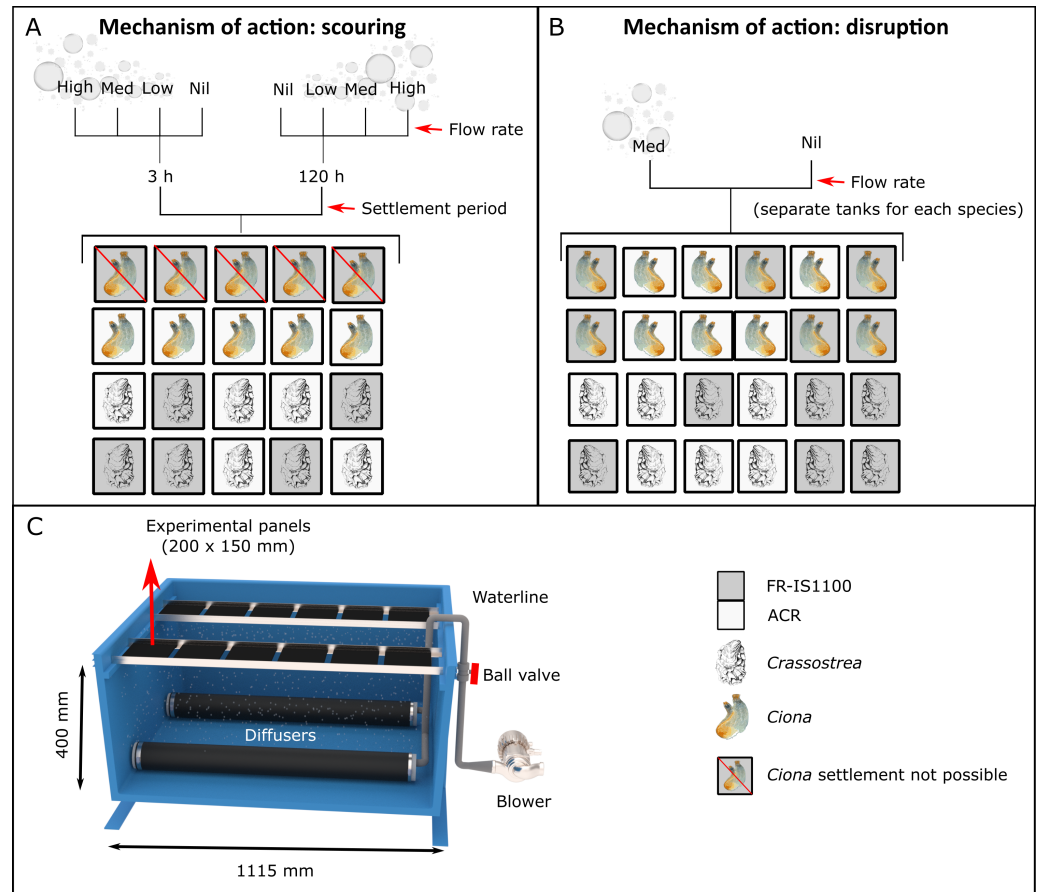 A
Mechanism of action: scouring
High Med Low Nil
Nil Low Med High
Flow rate
3 h
120 h
Settlement period
B
Mechanism of action: disruption
Med
Nil
Flow rate
(separate tanks for each species)
C
Experimental panels
(200 x 150 mm)
Waterline
Ball valve
400 mm
Diffusers
Blower
1115 mm
FR-IS1100
ACR
Crassostrea
Ciona
Ciona settlement not possible